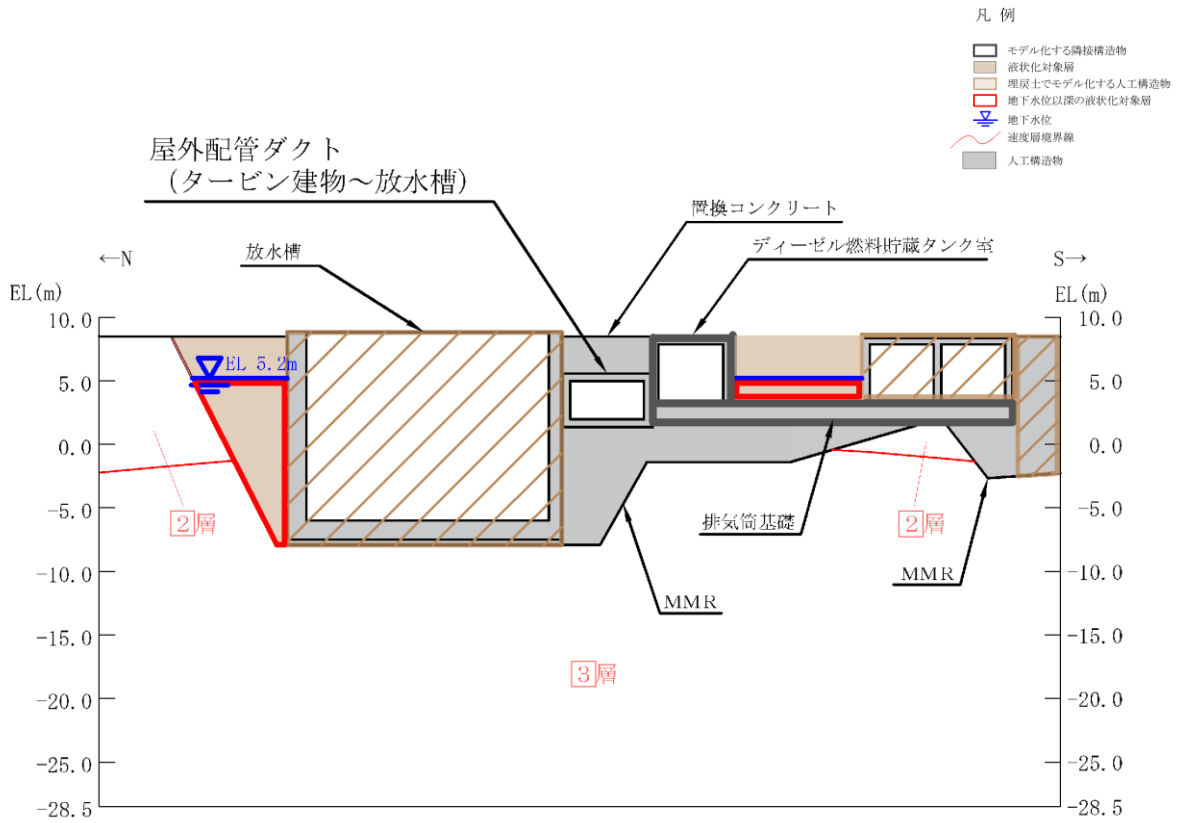 凡 例
モデル化する隣接構造物
液状化対象層
埋戻土でモデル化する人工構造物
地下水位以深の液状化対象層
地下水位
速度層境界線
人工構造物
屋外配管ダクト
（タービン建物～放水槽）
置換コンクリート
放水槽
ディーゼル燃料貯蔵タンク室
←N
S→
EL(m)
EL(m)
10.0
10.0
EL 5.2m
5.0
5.0
0.0
0.0
-5.0
-5.0
2層
2層
排気筒基礎
-10.0
-10.0
MMR
MMR
-15.0
-15.0
3層
-20.0
-20.0
-25.0
-25.0
-28.5
-28.5